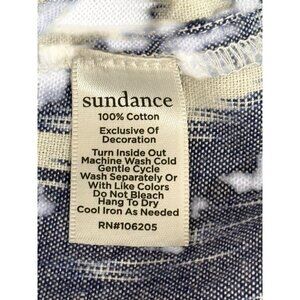 sundance
100% Cotton
Exclusive Of
Decoration
Turn Inside Out
Machine Wash Cold
Gentle Cycle
Wash Separately Or
With Like Colors
Do Not Bleach
Hang To Dry
Cool Iron As Needed
RN#106205